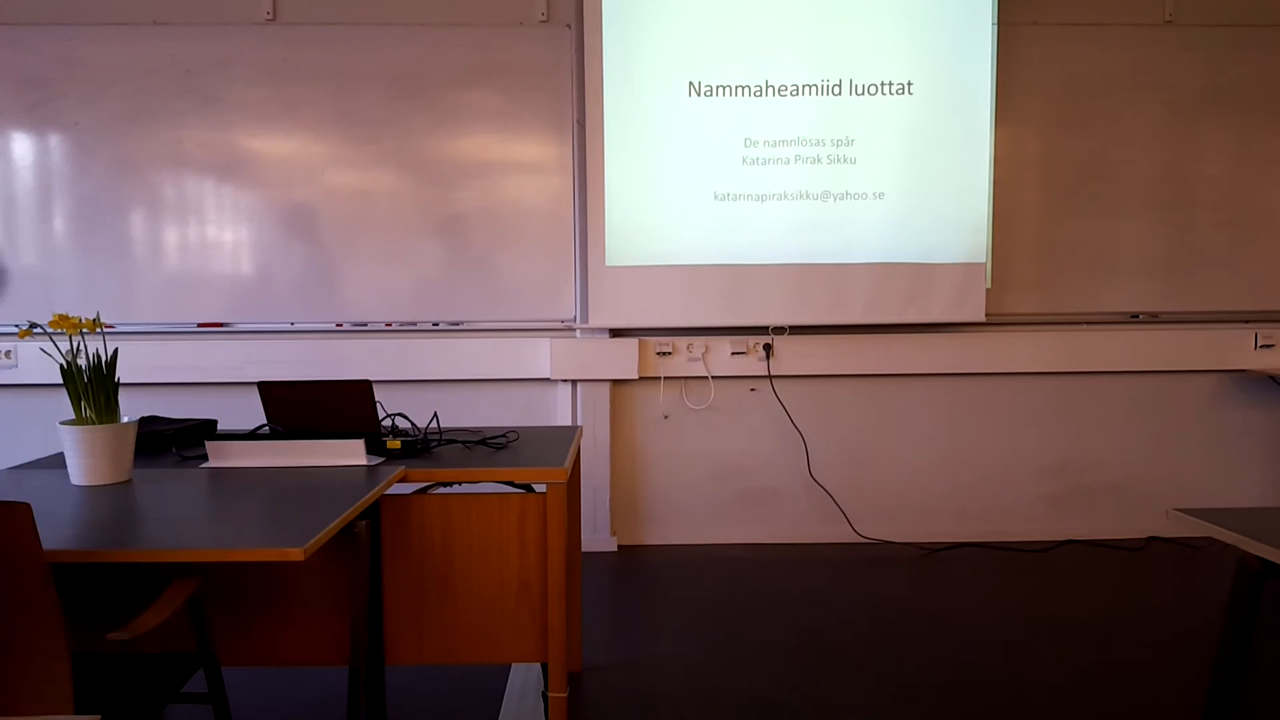 Nammaheamiid luottat
De namnlösas spår
Katarina Pirak Sikku
katarinapiraksikku@yahoo.se